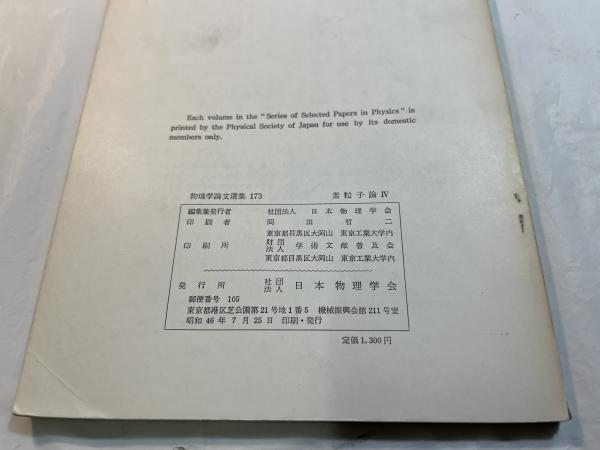 Each volume in the "Series of Selected Papers in Physics" is
printed by the Physical Society of Japan for use by its domestic
members only.
物理学論文選集 173 素粒子論 IV
編集兼発行者 社団法人 日本物理学会
印刷者 岡田哲二
東京都目黒区大岡山 東京工業大学内
印刷所 財団法人 学術文献普及会
東京都目黒区大岡山 東京工業大学内
発行所 社団法人 日本物理学会
郵便番号 105
東京都港区芝公園第21号地1番5 機械振興会館211号室
昭和46年7月25日 印刷・発行
定価1,300円